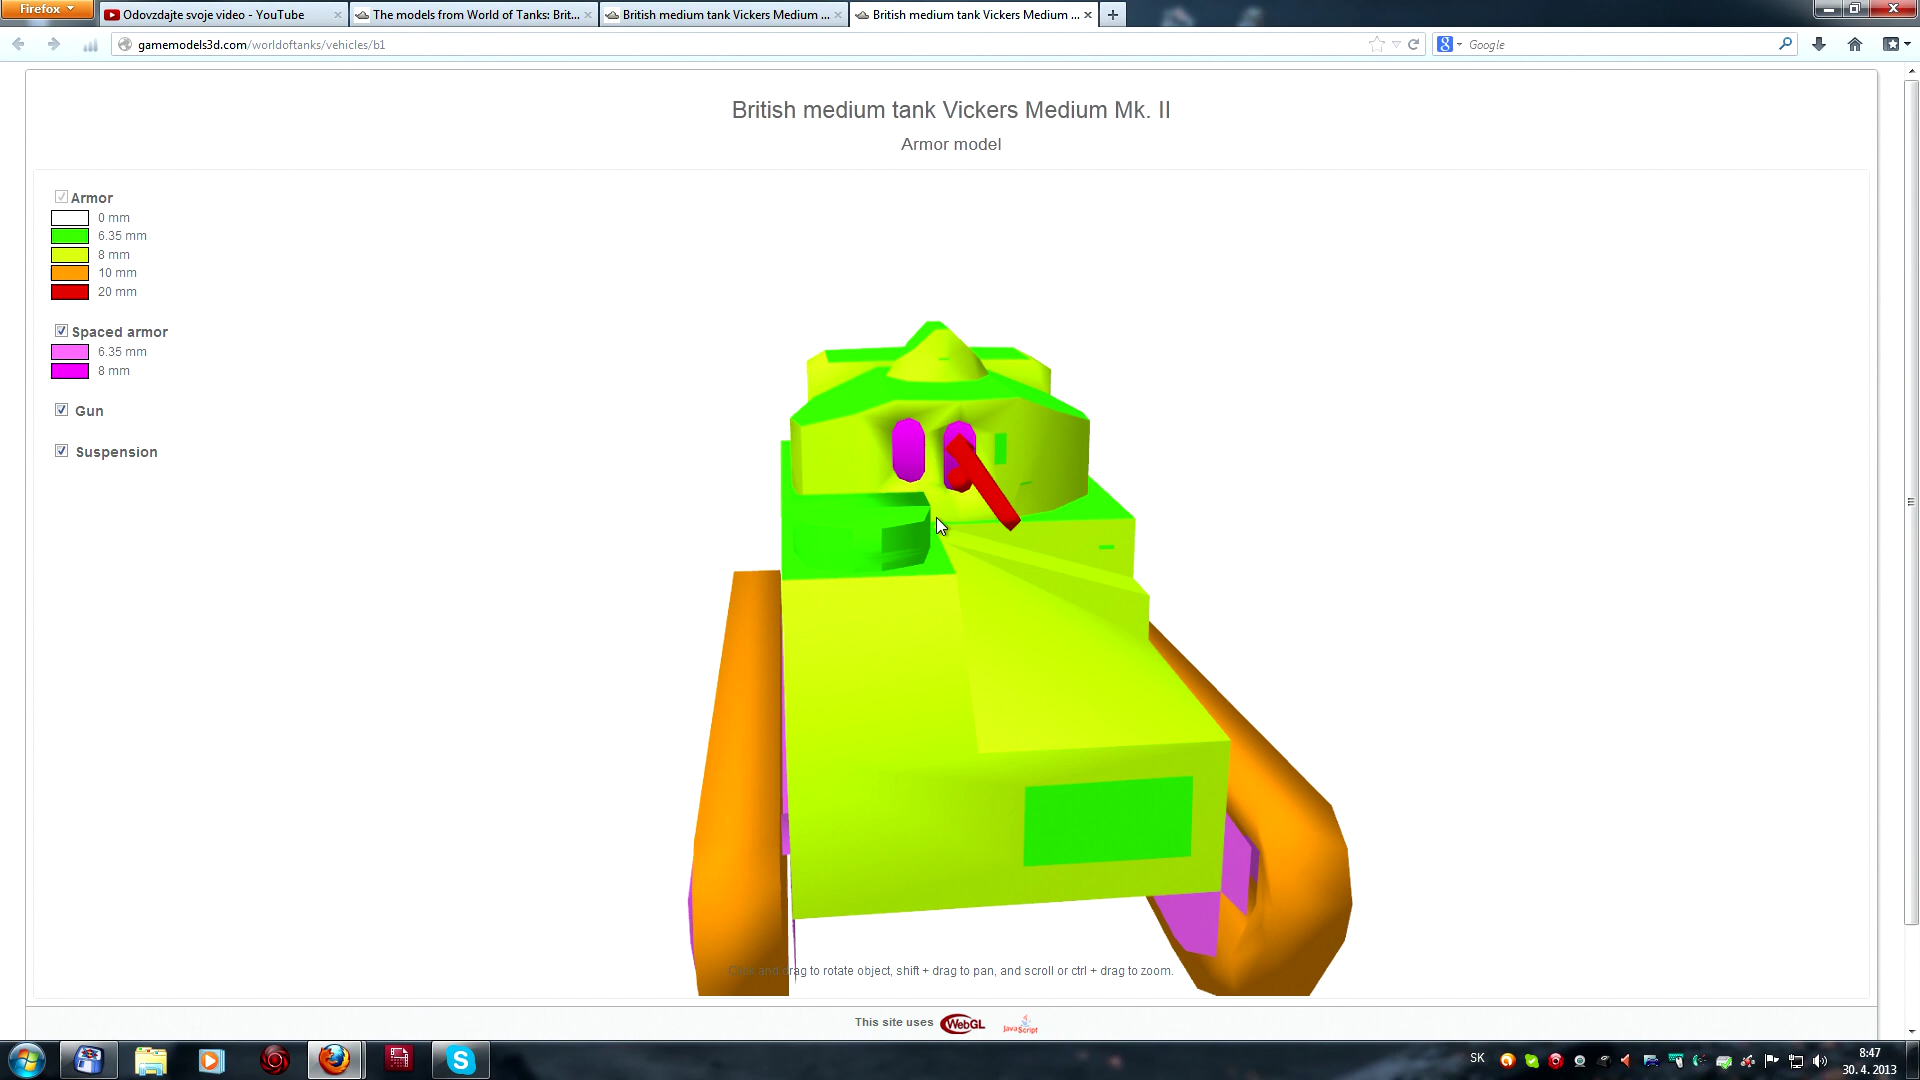 Firefox
Odovzdajte svoje video - YouTube
The models from World of Tanks: Brit...
British medium tank Vickers Medium ...
British medium tank Vickers Medium ...
gamemodels3d.com/worldoftanks/vehicles/b1
Google
British medium tank Vickers Medium Mk. II
Armor model
Armor
0 mm
6.35 mm
8 mm
10 mm
20 mm
Spaced armor
6.35 mm
8 mm
Gun
Suspension
Click and drag to rotate object, shift + drag to pan, and scroll or ctrl + drag to zoom.
This site uses WebGL JavaScript
SK
8:47
30. 4. 2013